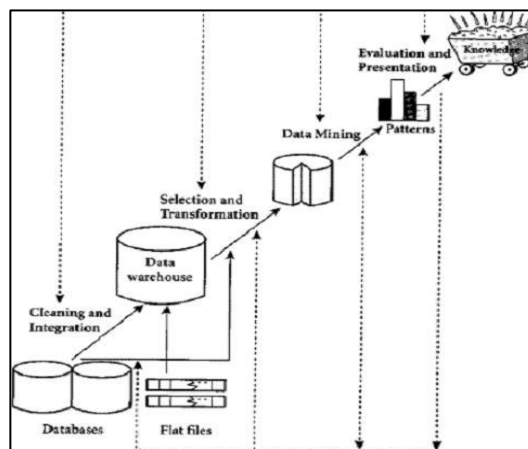 Evaluation and
Presentation
Knowledge
Data Mining
Patterns
Selection and
Transformation
Data
warehouse
Cleaning and
Integration
Databases
Flat files